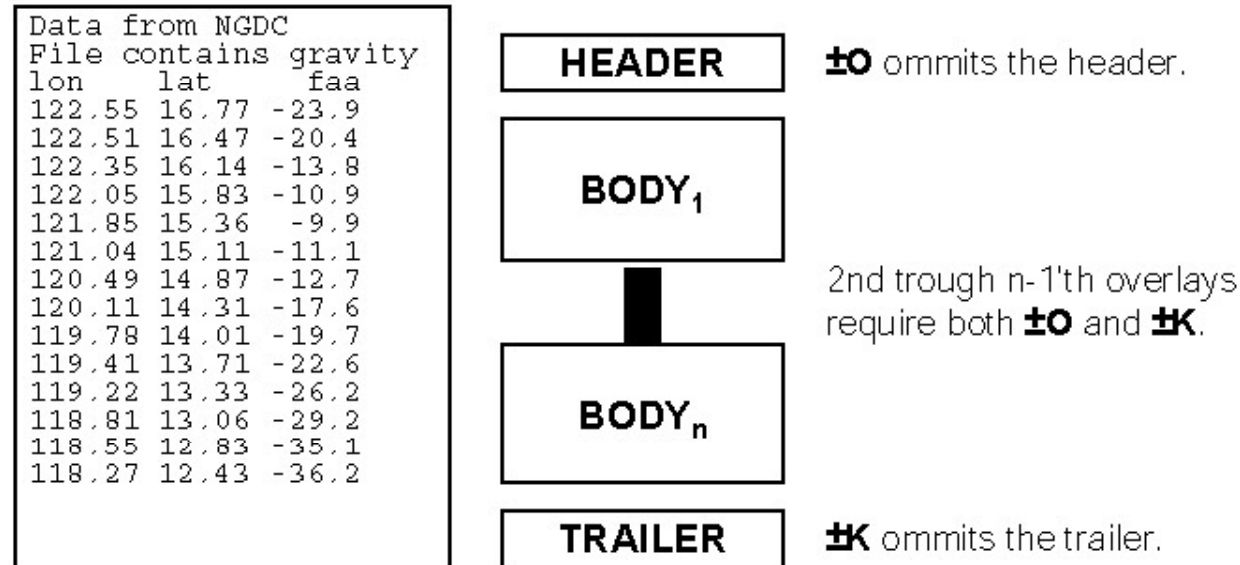 Data from NGDC
File contains gravity
lon lat faa
122.55 16.77 -23.9
122.51 16.47 -20.4
122.35 16.14 -13.8
122.05 15.83 -10.9
121.85 15.36 -9.9
121.04 15.11 -11.1
120.49 14.87 -12.7
120.11 14.31 -17.6
119.78 14.01 -19.7
119.41 13.71 -22.6
119.22 13.33 -26.2
118.81 13.06 -29.2
118.55 12.83 -35.1
118.27 12.43 -36.2
HEADER
±O ommits the header.
BODY₁
2nd trough n-1'th overlays
require both ±O and ±K.
BODYₙ
TRAILER
±K ommits the trailer.